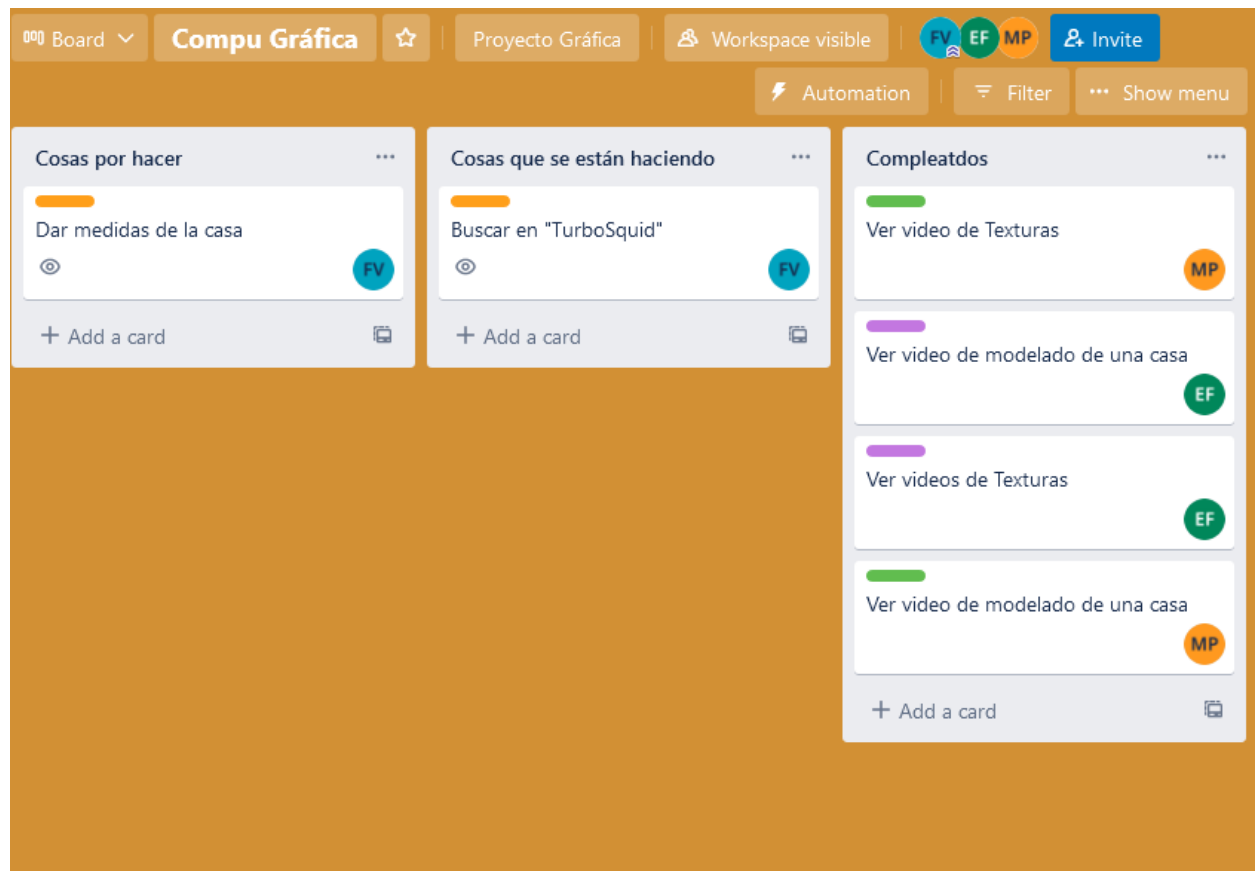 Board Compu Gráfica Proyecto Gráfica Workspace visible FV EF MP Invite
Automation Filter Show menu
Cosas por hacer
Dar medidas de la casa
FV
Add a card
Cosas que se están haciendo
Buscar en "TurboSquid"
FV
Add a card
Compleatdos
Ver video de Texturas
MP
Ver video de modelado de una casa
EF
Ver videos de Texturas
EF
Ver video de modelado de una casa
MP
Add a card